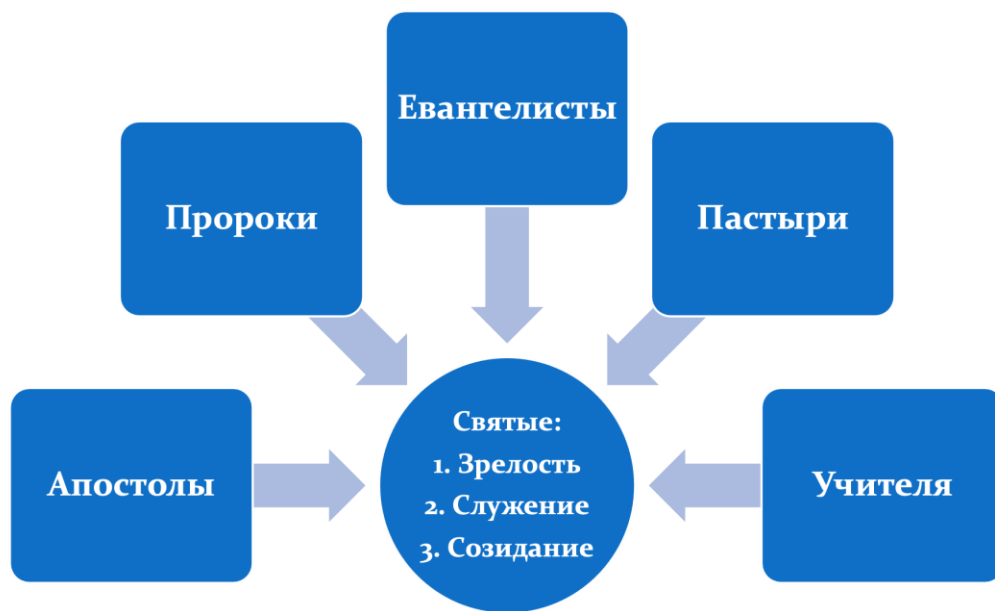 Евангелисты
Пророки
Пастыри
Апостолы
Святые:
1. Зрелость
2. Служение
3. Созидание
Учителя